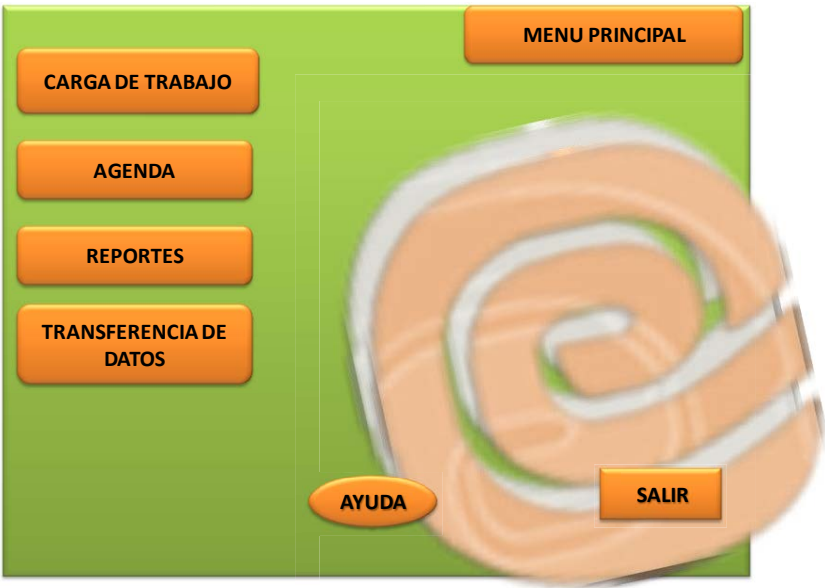 MENU PRINCIPAL
CARGA DE TRABAJO
AGENDA
REPORTES
TRANSFERENCIA DE
DATOS
AYUDA
SALIR